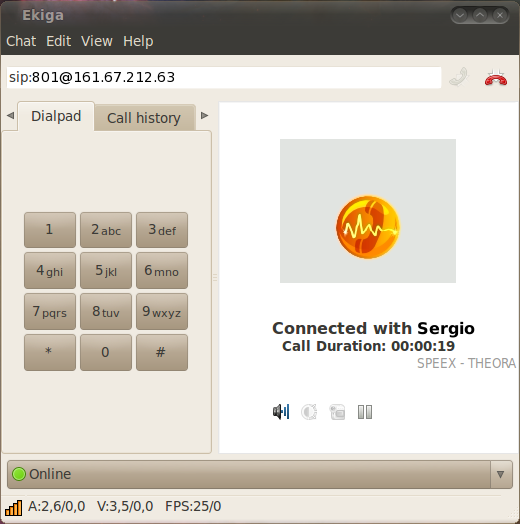 Ekiga
Chat Edit View Help
sip:801@161.67.212.63
Dialpad Call history
1 2abc 3def
4ghi 5jkl 6mno
7pqrs 8tuv 9wxyz
* 0 #
Connected with Sergio
Call Duration: 00:00:19
SPEEX - THEORA
Online
A:2,6/0,0 V:3,5/0,0 FPS:25/0